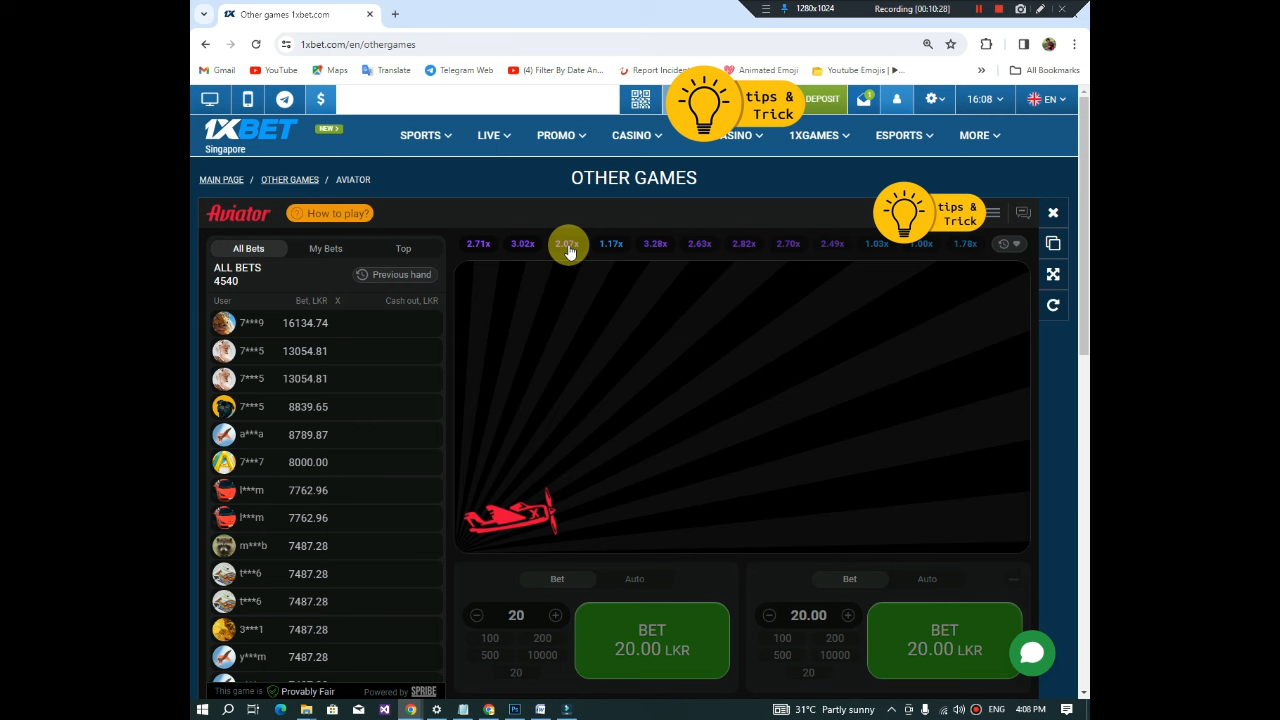 Other games 1xbet.com
1280x1024
Recording [00:10:28]
1xbet.com/en/othergames
Gmail
YouTube
Maps
Translate
Telegram Web
(4) Filter By Date An...
Report Incident
Animated Emoji
Youtube Emojis | ►...
All Bookmarks
tips &
Trick
DEPOSIT
1
16:08
EN
1XBET
NEW
Singapore
SPORTS
LIVE
PROMO
CASINO
1XGAMES
ESPORTS
MORE
MAIN PAGE / OTHER GAMES / AVIATOR
OTHER GAMES
Aviator
? How to play?
tips &
Trick
All Bets
My Bets
Top
2.71x 3.02x 2.07x 1.17x 3.28x 2.63x 2.82x 2.70x 2.49x 1.03x 1.00x 1.78x
ALL BETS
4540
Previous hand
User Bet, LKR X Cash out, LKR
7***9 16134.74
7***5 13054.81
7***5 13054.81
7***5 8839.65
a***a 8789.87
7***7 8000.00
l***m 7762.96
l***m 7762.96
m***b 7487.28
t***6 7487.28
t***6 7487.28
3***1 7487.28
y***m 7487.28
This game is Provably Fair Powered by SPRIBE
Bet Auto
20
100 200
500 10000
20
BET
20.00 LKR
Bet Auto
20.00
100 200
500 10000
20
BET
20.00 LKR
31°C Partly sunny
ENG
4:08 PM